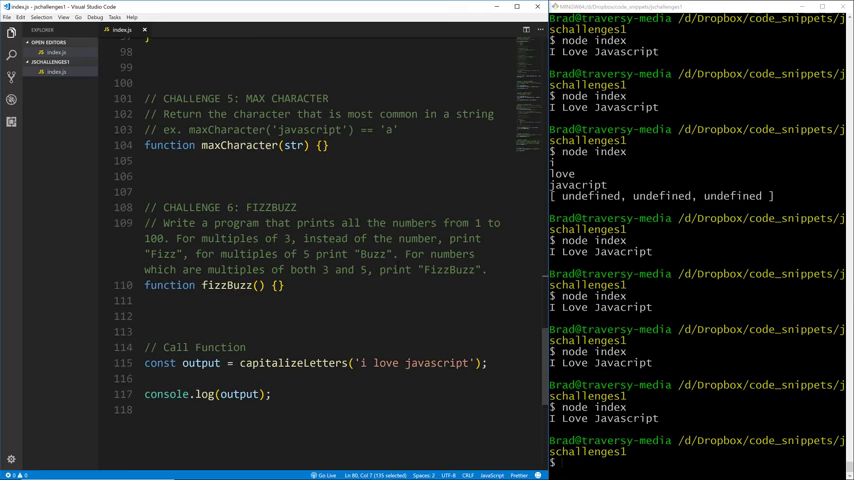 index.js - jschallenges1 - Visual Studio Code
File Edit Selection View Go Debug Tasks Help
EXPLORER
OPEN EDITORS
index.js
JSCHALLENGES1
index.js
index.js
97 }
98
99
100
101 // CHALLENGE 5: MAX CHARACTER
102 // Return the character that is most common in a string
103 // ex. maxCharacter('javascript') == 'a'
104 function maxCharacter(str) {}
105
106
107
108 // CHALLENGE 6: FIZZBUZZ
109 // Write a program that prints all the numbers from 1 to
100. For multiples of 3, instead of the number, print
"Fizz", for multiples of 5 print "Buzz". For numbers
which are multiples of both 3 and 5, print "FizzBuzz".
110 function fizzBuzz() {}
111
112
113
114 // Call Function
115 const output = capitalizeLetters('i love javascript');
116
117 console.log(output);
118
0 0
Go Live Ln 80, Col 7 (135 selected) Spaces: 2 UTF-8 CRLF JavaScript Prettier
MINGW64:/d/Dropbox/code_snippets/jschallenges1
Brad@traversy-media /d/Dropbox/code_snippets/j
schallenges1
$ node index
I Love Javascript
Brad@traversy-media /d/Dropbox/code_snippets/j
schallenges1
$ node index
I Love Javascript
Brad@traversy-media /d/Dropbox/code_snippets/j
schallenges1
$ node index
i
love
javacript
[ undefined, undefined, undefined ]
Brad@traversy-media /d/Dropbox/code_snippets/j
schallenges1
$ node index
I Love Javascript
Brad@traversy-media /d/Dropbox/code_snippets/j
schallenges1
$ node index
I Love Javascript
Brad@traversy-media /d/Dropbox/code_snippets/j
schallenges1
$ node index
I Love Javascript
Brad@traversy-media /d/Dropbox/code_snippets/j
schallenges1
$ node index
I Love Javascript
Brad@traversy-media /d/Dropbox/code_snippets/j
schallenges1
$